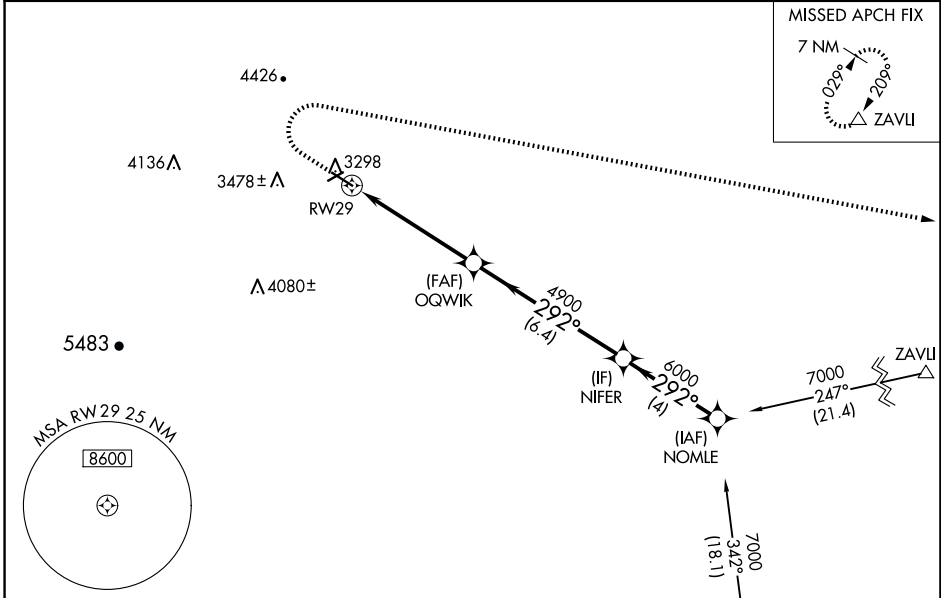 MISSED APCH FIX
7 NM
029°
209°
ZAVLI
4426
4136
3478±
3298
RW29
4080±
(FAF)
OQWIK
4900
292°
(6.4)
5483
(IF)
NIFER
6000
292°
(4)
ZAVLI
7000
247°
(21.4)
(IAF)
NOMLE
MSA RW 29 25 NM
8600
7000
342°
(18.1)